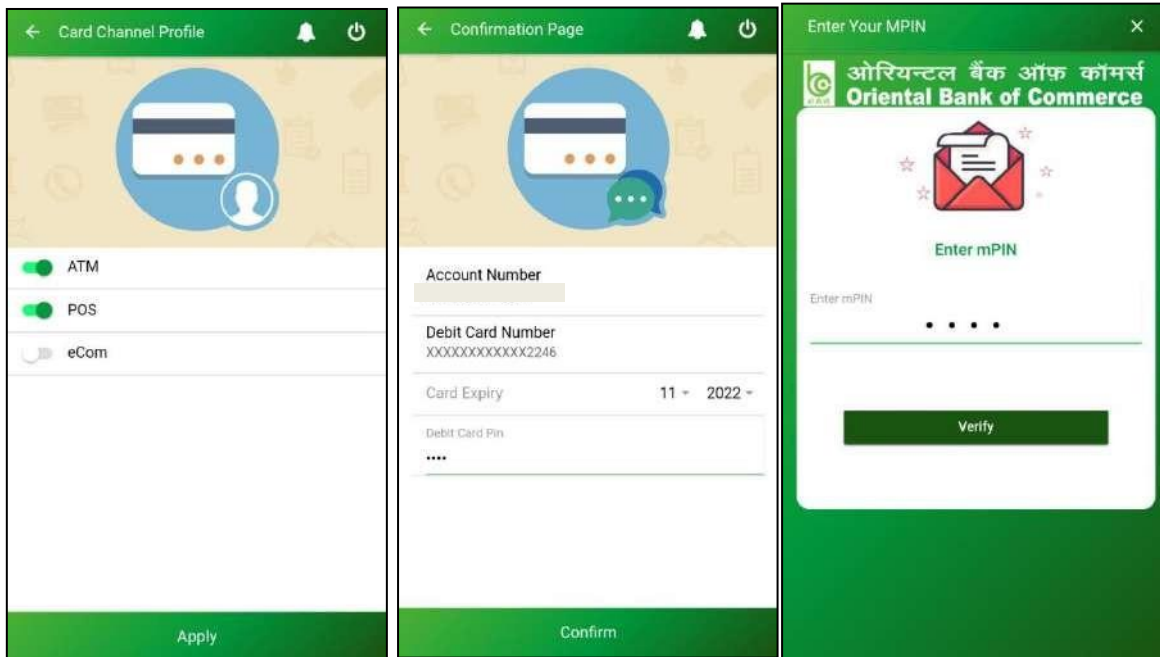 Card Channel Profile
ATM
POS
eCom
Apply
Confirmation Page
Account Number
Debit Card Number
XXXXXXXXXXXX2246
Card Expiry 11 2022
Debit Card Pin
••••
Confirm
Enter Your MPIN
ओरियन्टल बैंक ऑफ़ कॉमर्स
Oriental Bank of Commerce
Enter mPIN
Enter mPIN
• • • •
Verify